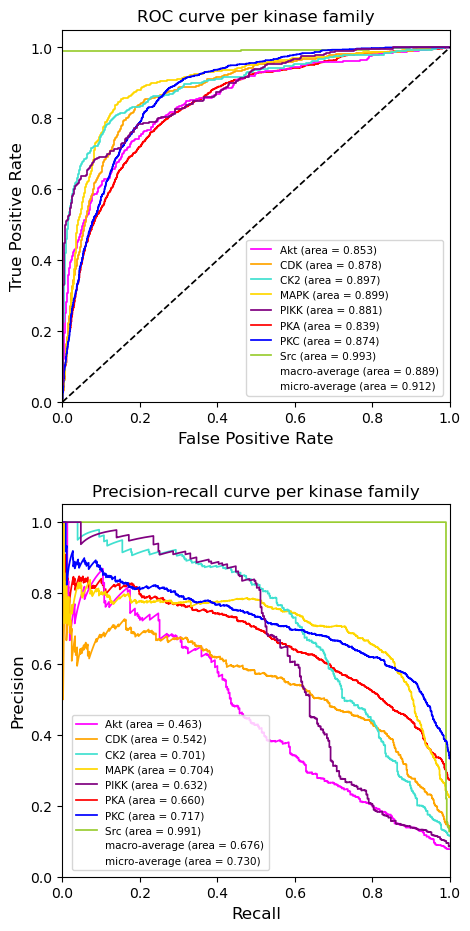 ROC curve per kinase family
True Positive Rate
1.0
0.8
0.6
0.4
0.2
0.0
Akt (area = 0.853)
CDK (area = 0.878)
CK2 (area = 0.897)
MAPK (area = 0.899)
PIKK (area = 0.881)
PKA (area = 0.839)
PKC (area = 0.874)
Src (area = 0.993)
macro-average (area = 0.889)
micro-average (area = 0.912)
0.0 0.2 0.4 0.6 0.8 1.0
False Positive Rate
Precision-recall curve per kinase family
Precision
1.0
0.8
0.6
0.4
0.2
0.0
Akt (area = 0.463)
CDK (area = 0.542)
CK2 (area = 0.701)
MAPK (area = 0.704)
PIKK (area = 0.632)
PKA (area = 0.660)
PKC (area = 0.717)
Src (area = 0.991)
macro-average (area = 0.676)
micro-average (area = 0.730)
0.0 0.2 0.4 0.6 0.8 1.0
Recall